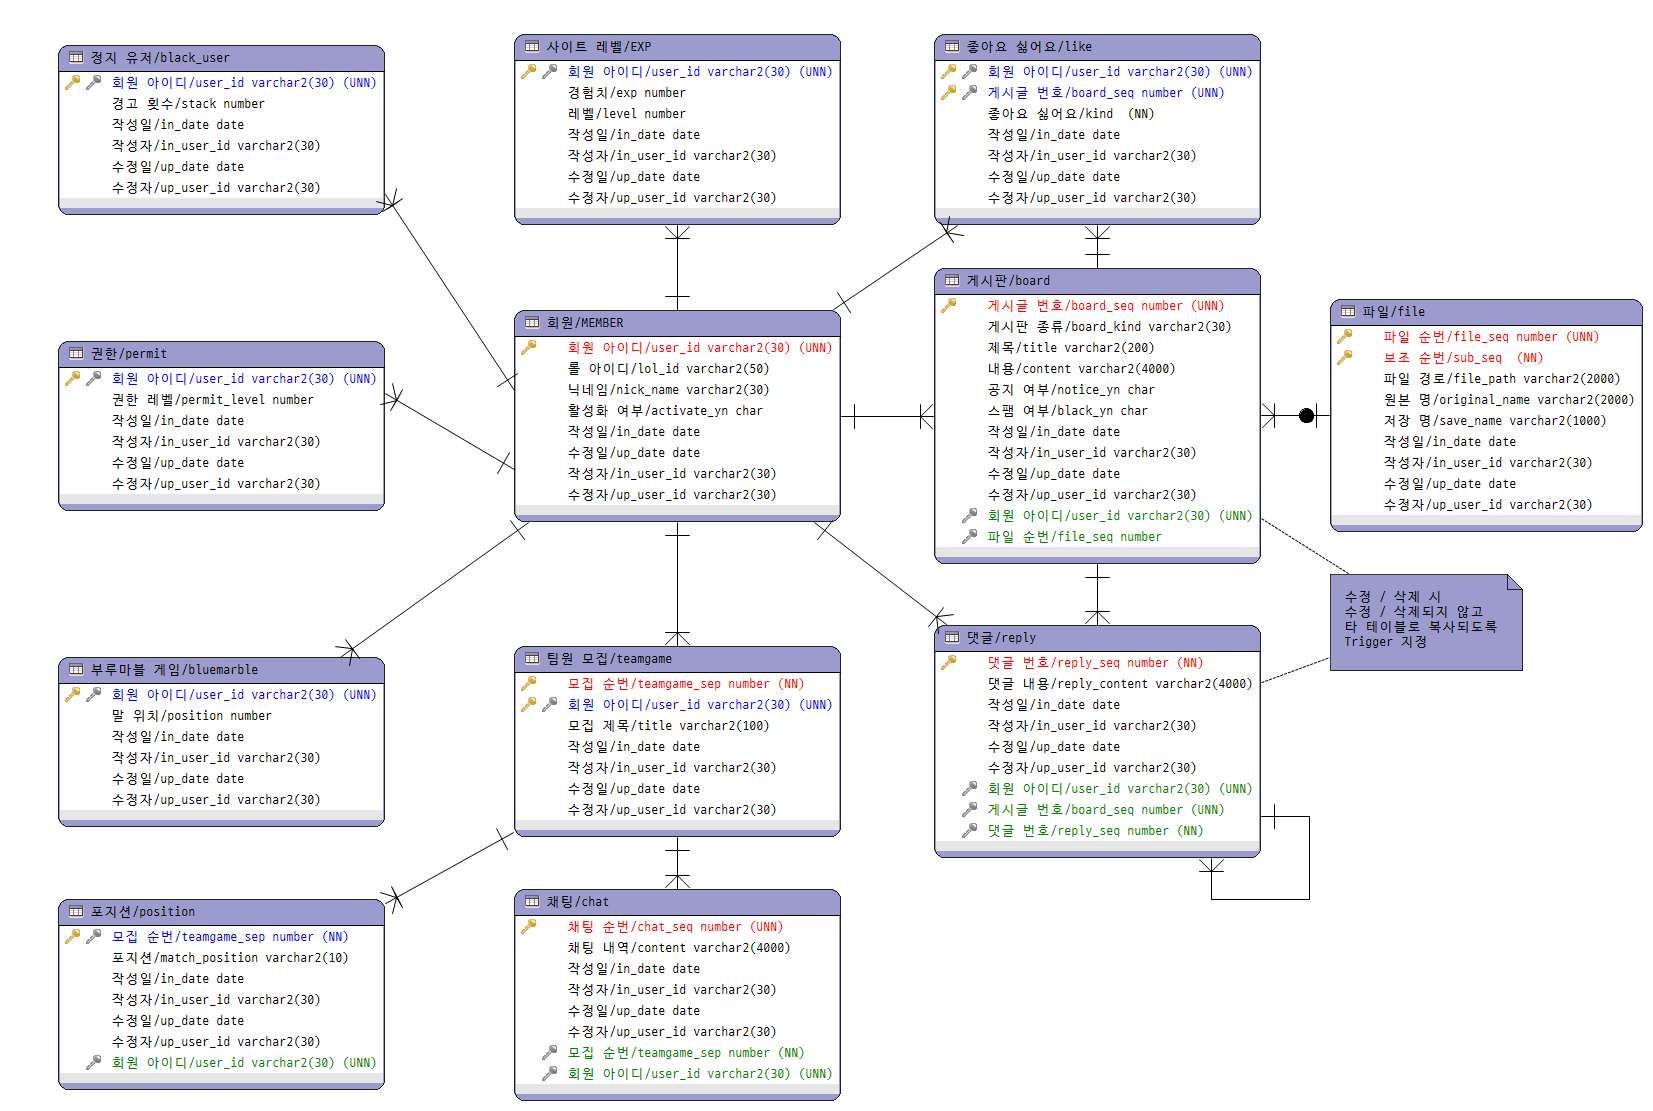 정지 유저/black_user
회원 아이디/user_id varchar2(30) (UNN)
경고 횟수/stack number
작성일/in_date date
작성자/in_user_id varchar2(30)
수정일/up_date date
수정자/up_user_id varchar2(30)
사이트 레벨/EXP
회원 아이디/user_id varchar2(30) (UNN)
경험치/exp number
레벨/level number
작성일/in_date date
작성자/in_user_id varchar2(30)
수정일/up_date date
수정자/up_user_id varchar2(30)
좋아요 싫어요/like
회원 아이디/user_id varchar2(30) (UNN)
게시글 번호/board_seq number (UNN)
좋아요 싫어요/kind  (NN)
작성일/in_date date
작성자/in_user_id varchar2(30)
수정일/up_date date
수정자/up_user_id varchar2(30)
권한/permit
회원 아이디/user_id varchar2(30) (UNN)
권한 레벨/permit_level number
작성일/in_date date
작성자/in_user_id varchar2(30)
수정일/up_date date
수정자/up_user_id varchar2(30)
회원/MEMBER
회원 아이디/user_id varchar2(30) (UNN)
롤 아이디/lol_id varchar2(50)
닉네임/nick_name varchar2(30)
활성화 여부/activate_yn char
작성일/in_date date
수정일/up_date date
작성자/in_user_id varchar2(30)
수정자/up_user_id varchar2(30)
게시판/board
게시글 번호/board_seq number (UNN)
게시판 종류/board_kind varchar2(30)
제목/title varchar2(200)
내용/content varchar2(4000)
공지 여부/notice_yn char
스팸 여부/black_yn char
작성일/in_date date
작성자/in_user_id varchar2(30)
수정일/up_date date
수정자/up_user_id varchar2(30)
회원 아이디/user_id varchar2(30) (UNN)
파일 순번/file_seq number
파일/file
파일 순번/file_seq number (UNN)
보조 순번/sub_seq  (NN)
파일 경로/file_path varchar2(2000)
원본 명/original_name varchar2(2000)
저장 명/save_name varchar2(1000)
작성일/in_date date
작성자/in_user_id varchar2(30)
수정일/up_date date
수정자/up_user_id varchar2(30)
수정 / 삭제 시
수정 / 삭제되지 않고
타 테이블로 복사되도록
Trigger 지정
부루마블 게임/bluemarble
회원 아이디/user_id varchar2(30) (UNN)
말 위치/position number
작성일/in_date date
작성자/in_user_id varchar2(30)
수정일/up_date date
수정자/up_user_id varchar2(30)
팀원 모집/teamgame
모집 순번/teamgame_sep number (NN)
회원 아이디/user_id varchar2(30) (UNN)
모집 제목/title varchar2(100)
작성일/in_date date
작성자/in_user_id varchar2(30)
수정일/up_date date
수정자/up_user_id varchar2(30)
댓글/reply
댓글 번호/reply_seq number (NN)
댓글 내용/reply_content varchar2(4000)
작성일/in_date date
작성자/in_user_id varchar2(30)
수정일/up_date date
수정자/up_user_id varchar2(30)
회원 아이디/user_id varchar2(30) (UNN)
게시글 번호/board_seq number (UNN)
댓글 번호/reply_seq number (NN)
포지션/position
모집 순번/teamgame_sep number (NN)
포지션/match_position varchar2(10)
작성일/in_date date
작성자/in_user_id varchar2(30)
수정일/up_date date
수정자/up_user_id varchar2(30)
회원 아이디/user_id varchar2(30) (UNN)
채팅/chat
채팅 순번/chat_seq number (UNN)
채팅 내역/content varchar2(4000)
작성일/in_date date
작성자/in_user_id varchar2(30)
수정일/up_date date
수정자/up_user_id varchar2(30)
모집 순번/teamgame_sep number (NN)
회원 아이디/user_id varchar2(30) (UNN)